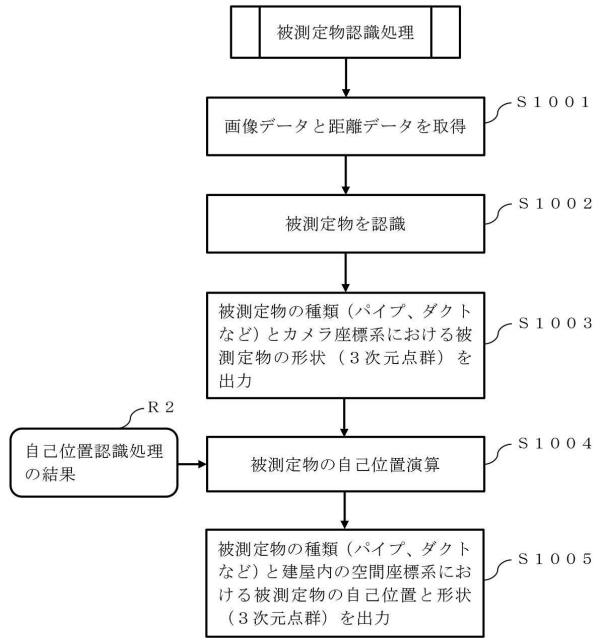 被測定物認識処理
Ｓ１００１
画像データと距離データを取得
Ｓ１００２
被測定物を認識
Ｓ１００３
被測定物の種類（パイプ、ダクト
など）とカメラ座標系における被
測定物の形状（３次元点群）を
出力
Ｒ２
自己位置認識処理
の結果
Ｓ１００４
被測定物の自己位置演算
Ｓ１００５
被測定物の種類（パイプ、ダクト
など）と建屋内の空間座標系にお
ける被測定物の自己位置と形状
（３次元点群）を出力